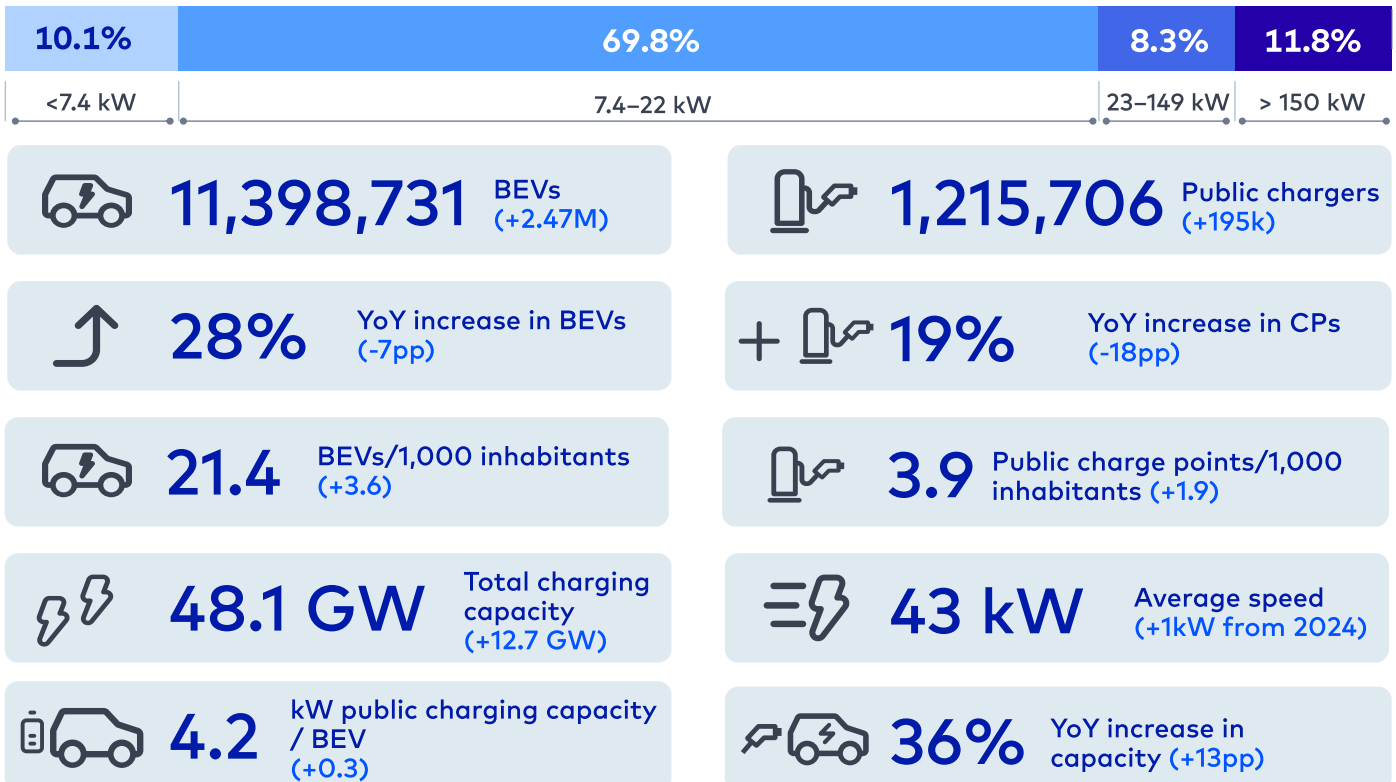 10.1%
69.8%
8.3%
11.8%
<7.4 kW
7.4–22 kW
23–149 kW
> 150 kW
11,398,731
BEVs
(+2.47M)
1,215,706
Public chargers
(+195k)
28%
YoY increase in BEVs
(-7pp)
19%
YoY increase in CPs
(-18pp)
21.4
BEVs/1,000 inhabitants
(+3.6)
3.9
Public charge points/1,000
inhabitants (+1.9)
48.1 GW
Total charging
capacity
(+12.7 GW)
43 kW
Average speed
(+1kW from 2024)
4.2
kW public charging capacity
/ BEV
(+0.3)
36%
YoY increase in
capacity (+13pp)